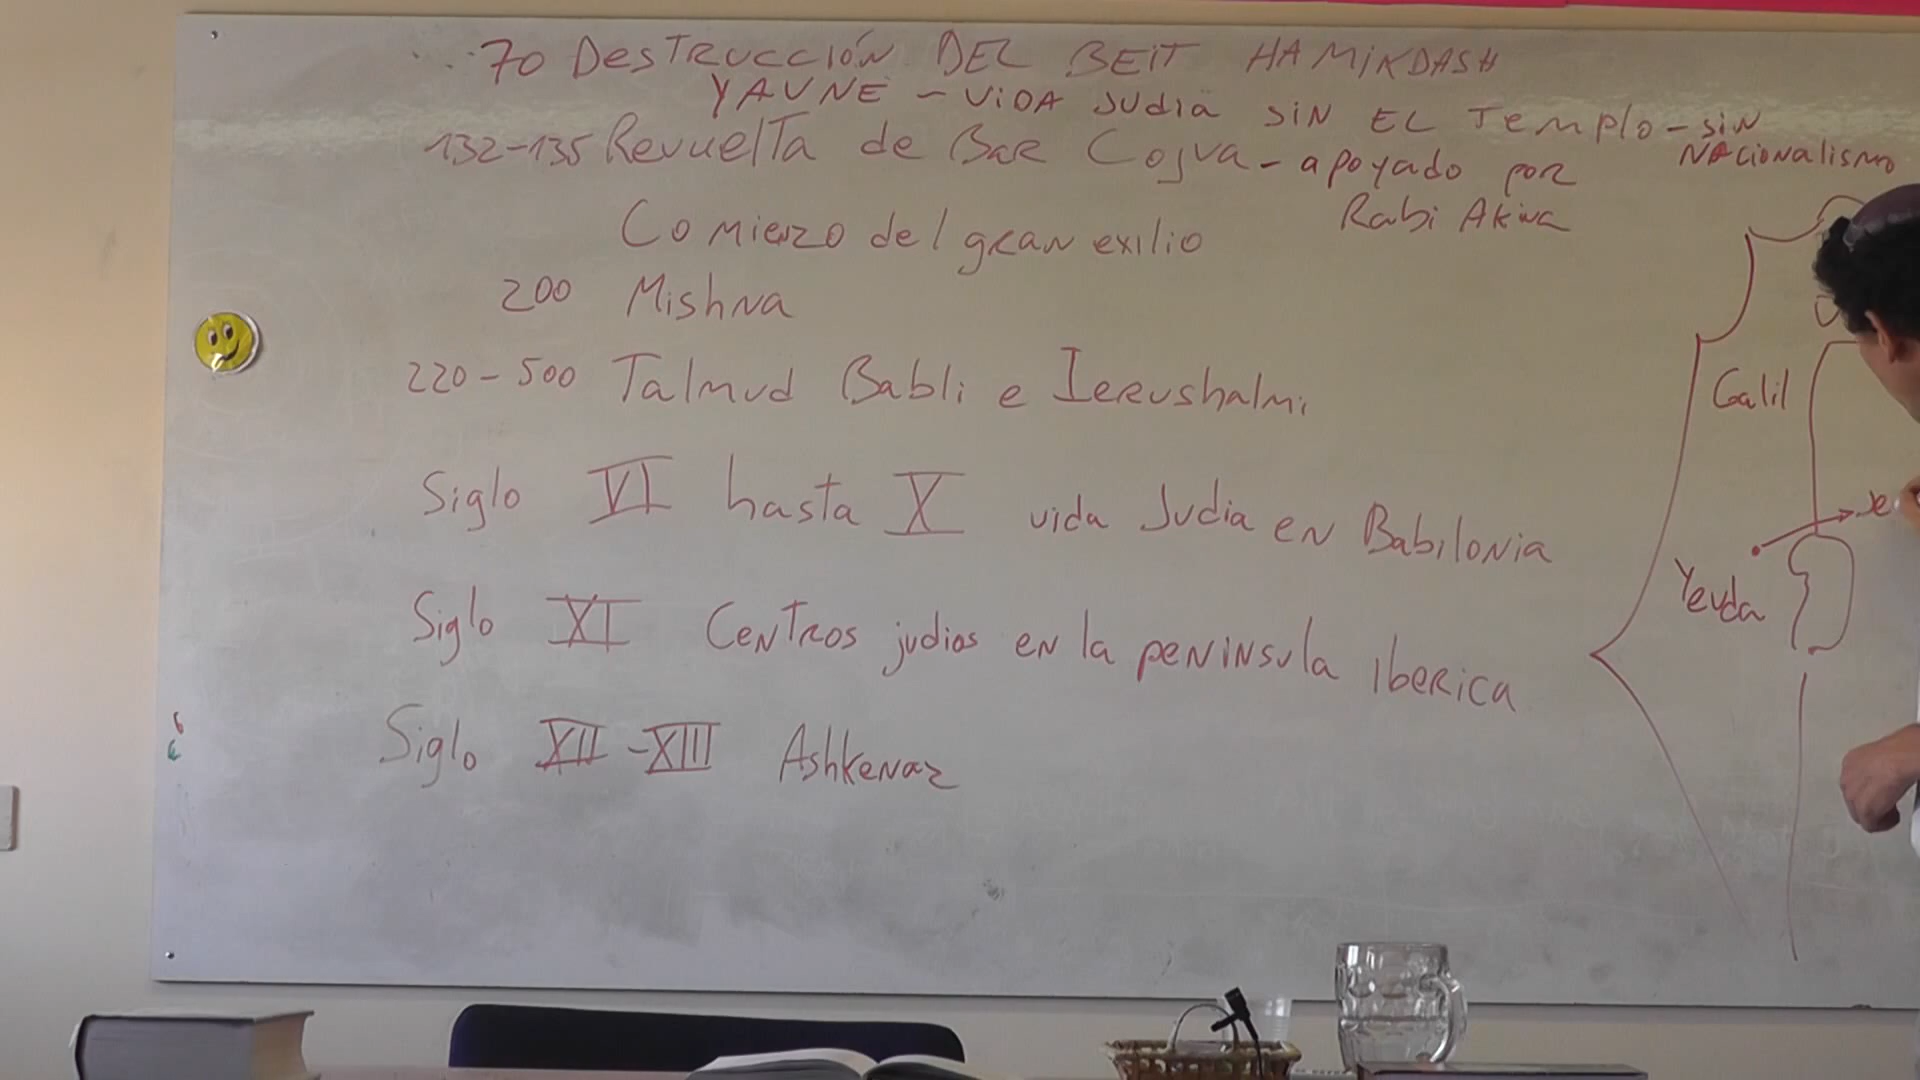 70 DESTRUCCIÓN DEL BEIT HAMIKDASH
YAVNE - VIDA JUDIA SIN EL TEMPLO - SIN NACIONALISMO
132-135 Revuelta de Bar Cojva - apoyado por Rabi Akiva
Comienzo del gran exilio
200 Mishna
220-500 Talmud Babli e Ierushalmi
Siglo VI hasta X vida Judia en Babilonia
Siglo XI Centros judios en la peninsula Iberica
Siglo XII-XIII Ashkenaz
Galil
Yeuda